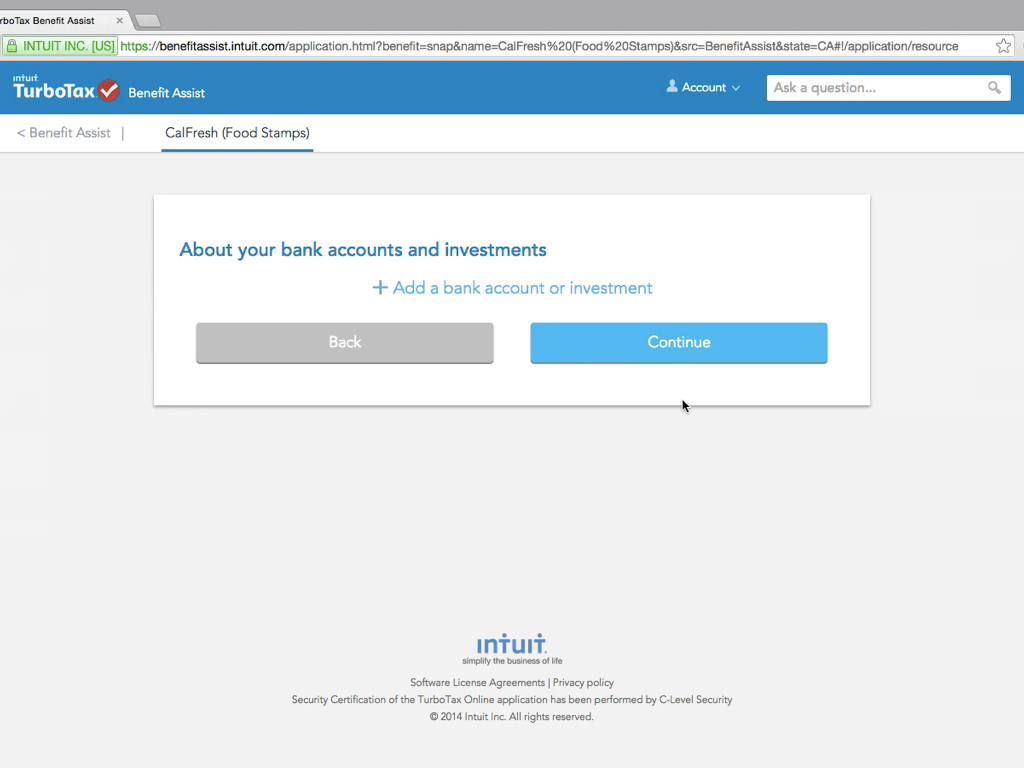 rboTax Benefit Assist
INTUIT INC. [US] https://benefitassist.intuit.com/application.html?benefit=snap&name=CalFresh%20(Food%20Stamps)&src=BenefitAssist&state=CA#!/application/resource
intuit.
TurboTax Benefit Assist
Account
Ask a question...
< Benefit Assist |
CalFresh (Food Stamps)
About your bank accounts and investments
+ Add a bank account or investment
Back
Continue
intuit.
simplify the business of life
Software License Agreements | Privacy policy
Security Certification of the TurboTax Online application has been performed by C-Level Security
© 2014 Intuit Inc. All rights reserved.